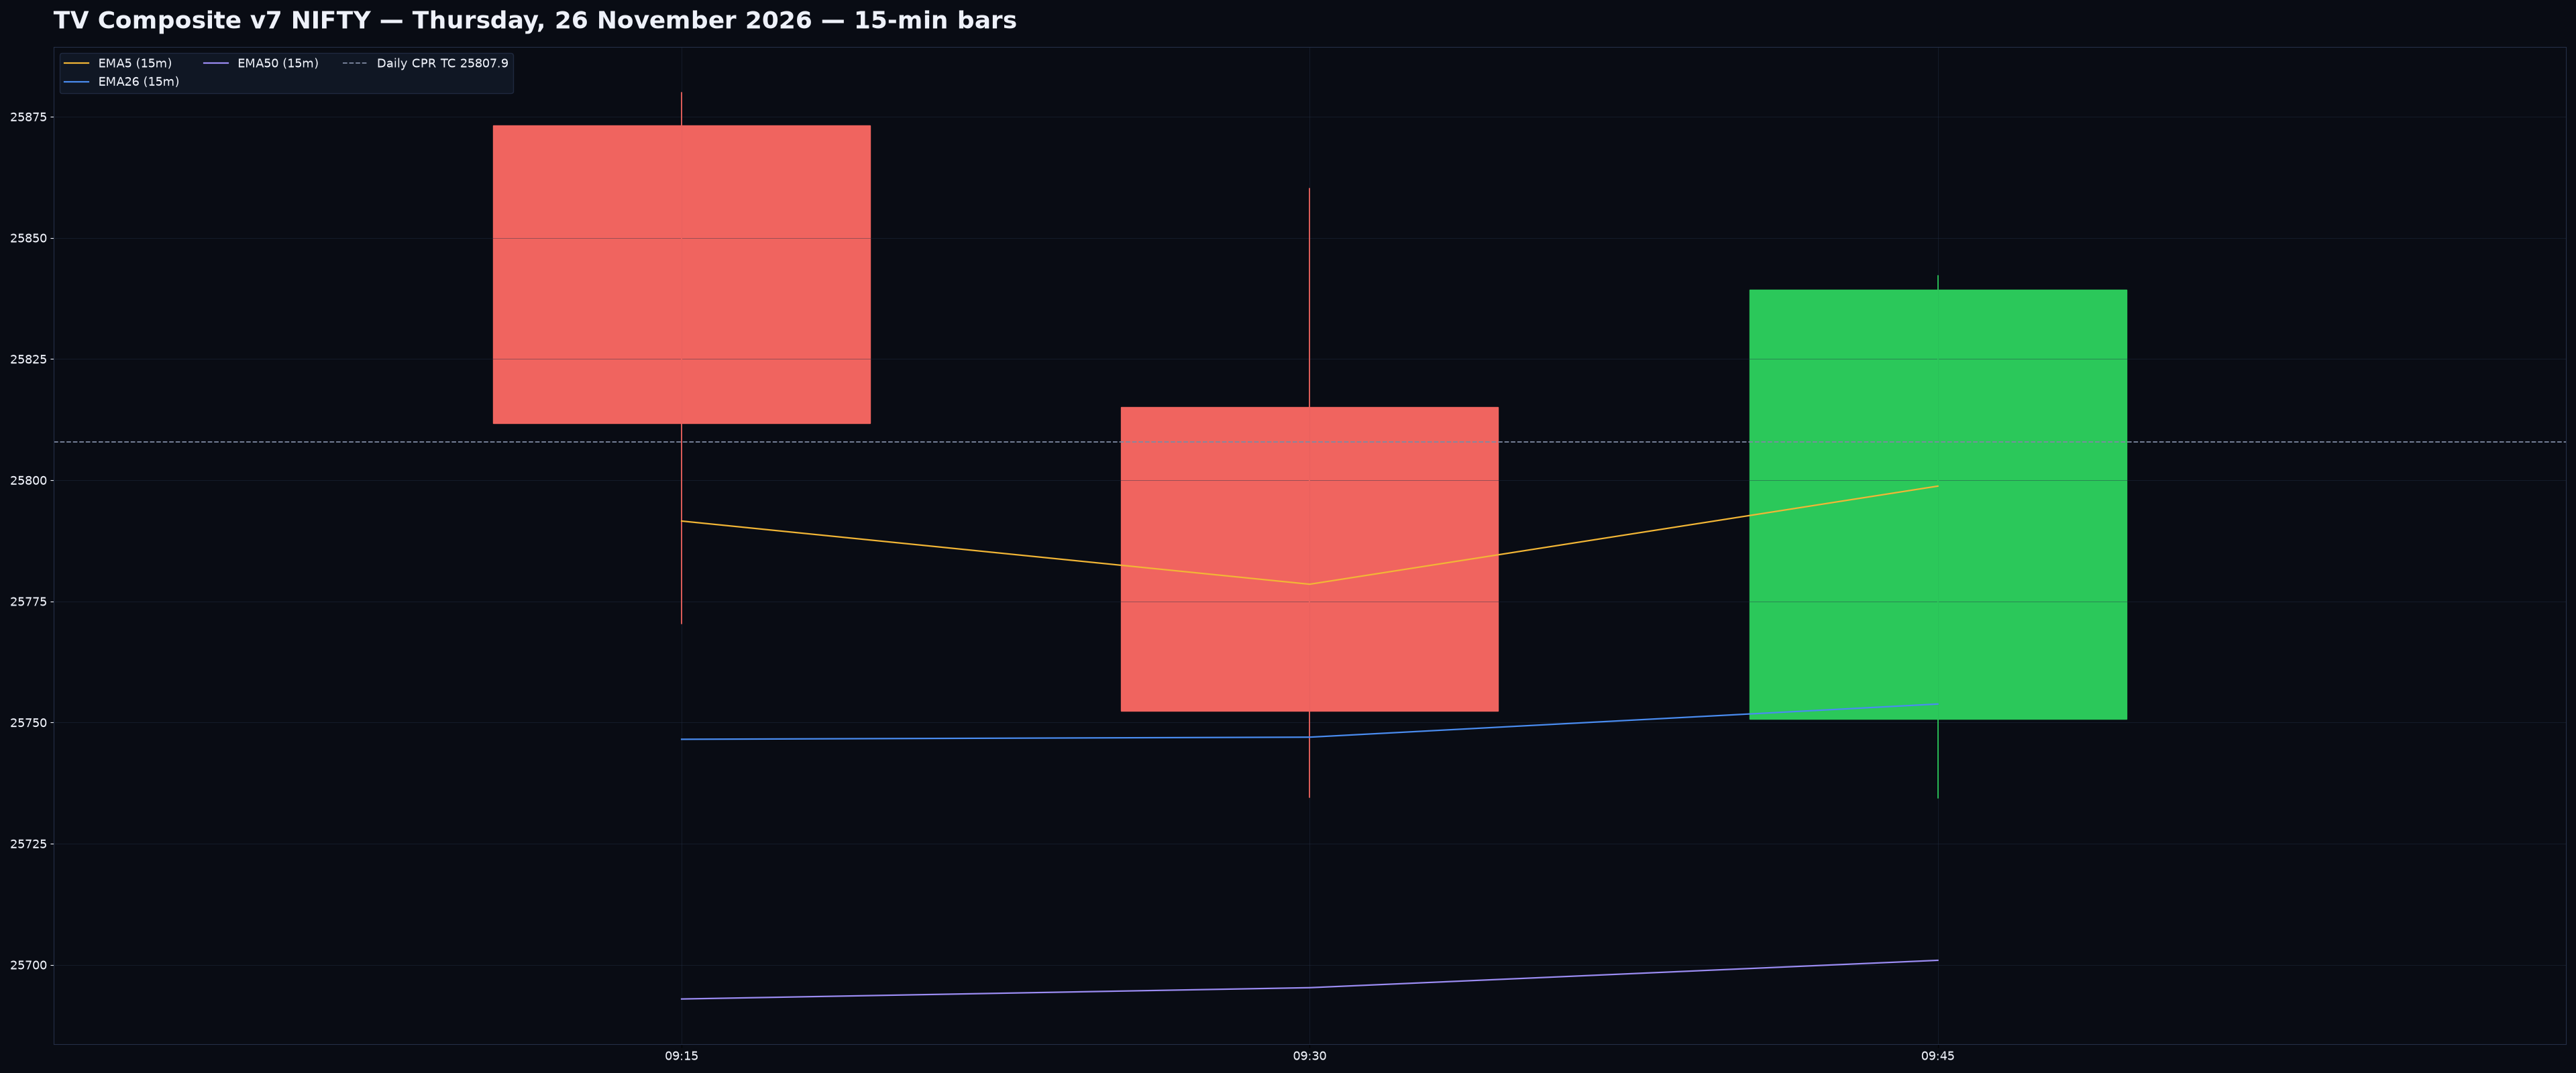 TV Composite v7 NIFTY — Thursday, 26 November 2026 — 15-min bars
EMA5 (15m) EMA50 (15m) Daily CPR TC 25807.9
EMA26 (15m)
25875
25850
25825
25800
25775
25750
25725
25700
09:15 09:30 09:45